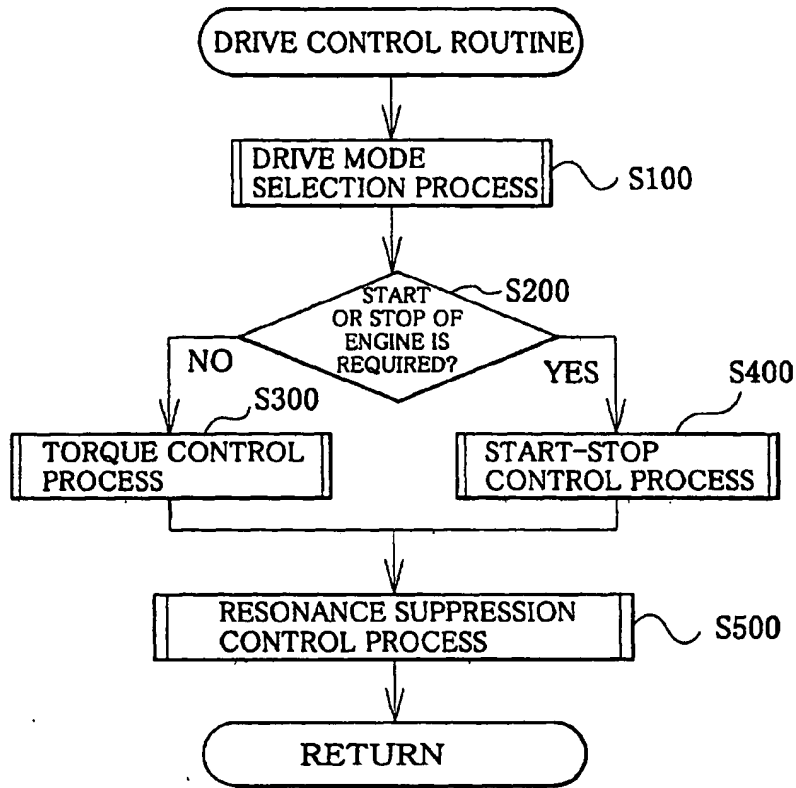 DRIVE CONTROL ROUTINE
DRIVE MODE
SELECTION PROCESS
S100
S200
START
OR STOP OF
ENGINE IS
REQUIRED?
NO
YES
S300
S400
TORQUE CONTROL
PROCESS
START-STOP
CONTROL PROCESS
RESONANCE SUPPRESSION
CONTROL PROCESS
S500
RETURN